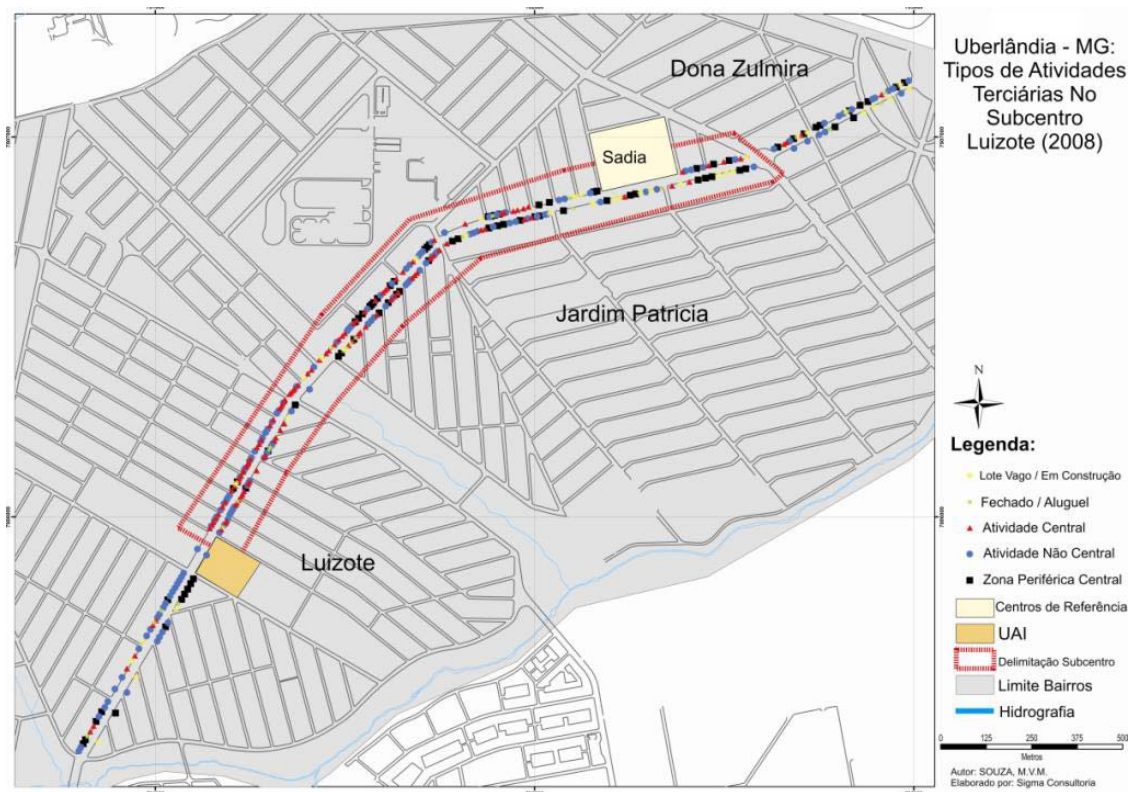 Uberlândia - MG:
Tipos de Atividades
Terciárias No
Subcentro
Luizote (2008)
Dona Zulmira
Sadia
Jardim Patricia
Luizote
N
Legenda:
Lote Vago / Em Construção
Fechado / Aluguel
Atividade Central
Atividade Não Central
Zona Periférica Central
Centros de Referência
UAI
Delimitação Subcentro
Limite Bairros
Hidrografia
0 125 250 375 500
Metros
Autor: SOUZA, M.V.M.
Elaborado por: Sigma Consultoria